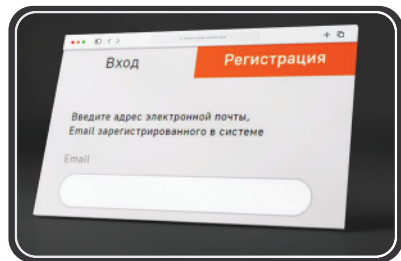 Вход
Регистрация
Введите адрес электронной почты,
Email зарегистрированного в системе
Email